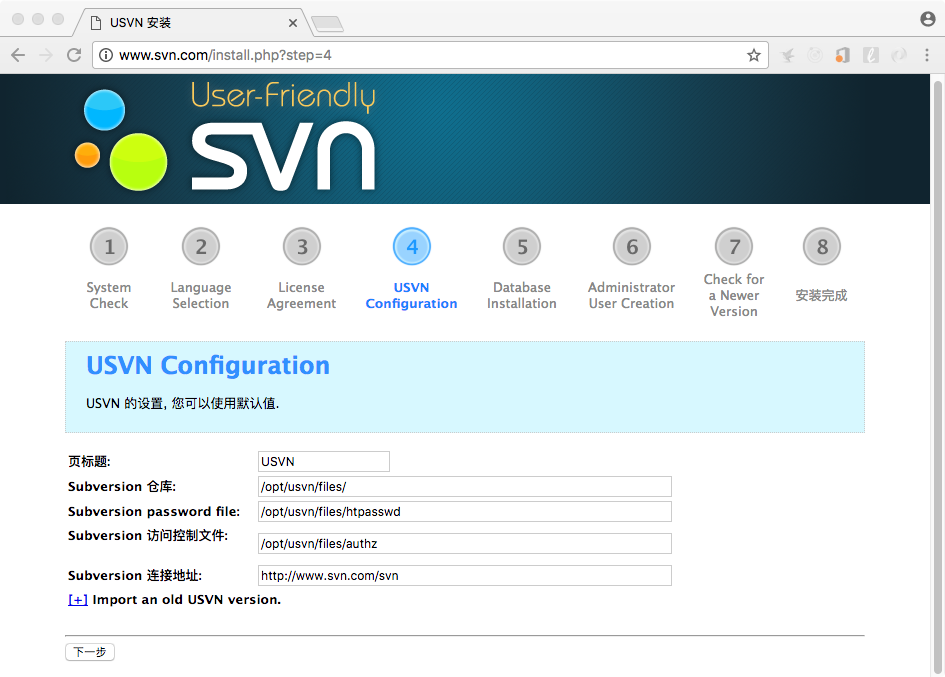 USVN 安装
www.svn.com/install.php?step=4
User-Friendly
svn
1 2 3 4 5 6 7 8
System Check
Language Selection
License Agreement
USVN Configuration
Database Installation
Administrator User Creation
Check for a Newer Version
安装完成
USVN Configuration
USVN 的设置, 您可以使用默认值.
页标题: USVN
Subversion 仓库: /opt/usvn/files/
Subversion password file: /opt/usvn/files/htpasswd
Subversion 访问控制文件: /opt/usvn/files/authz
Subversion 连接地址: http://www.svn.com/svn
[+] Import an old USVN version.
下一步